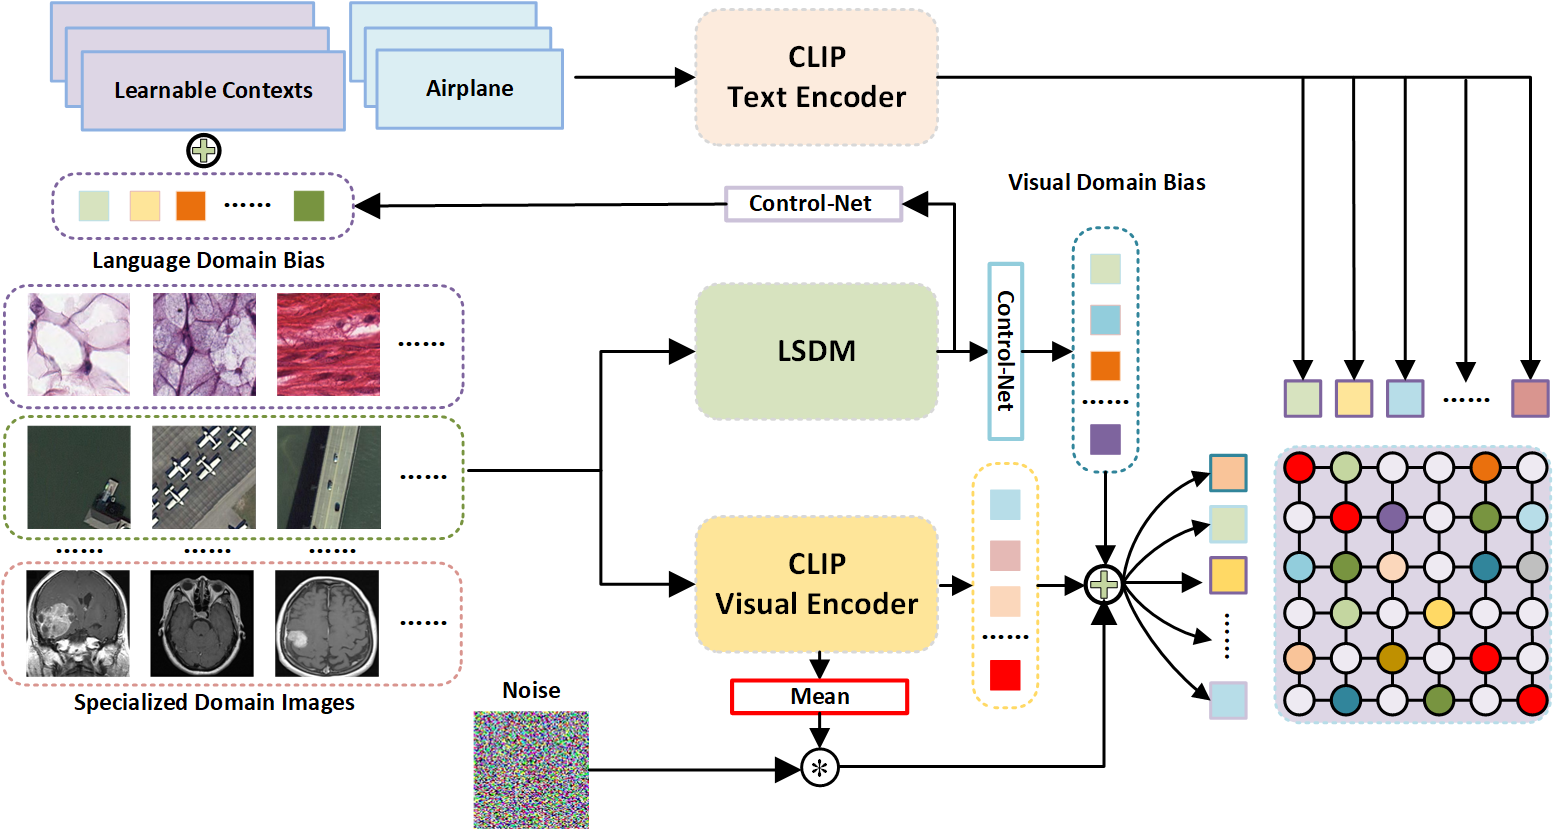 Learnable Contexts
Airplane
CLIP
Text Encoder
Visual Domain Bias
Control-Net
......
Language Domain Bias
......
LSDM
Control-Net
......
......
......
......
......
......
CLIP
Visual Encoder
......
......
......
Mean
Specialized Domain Images
Noise
*